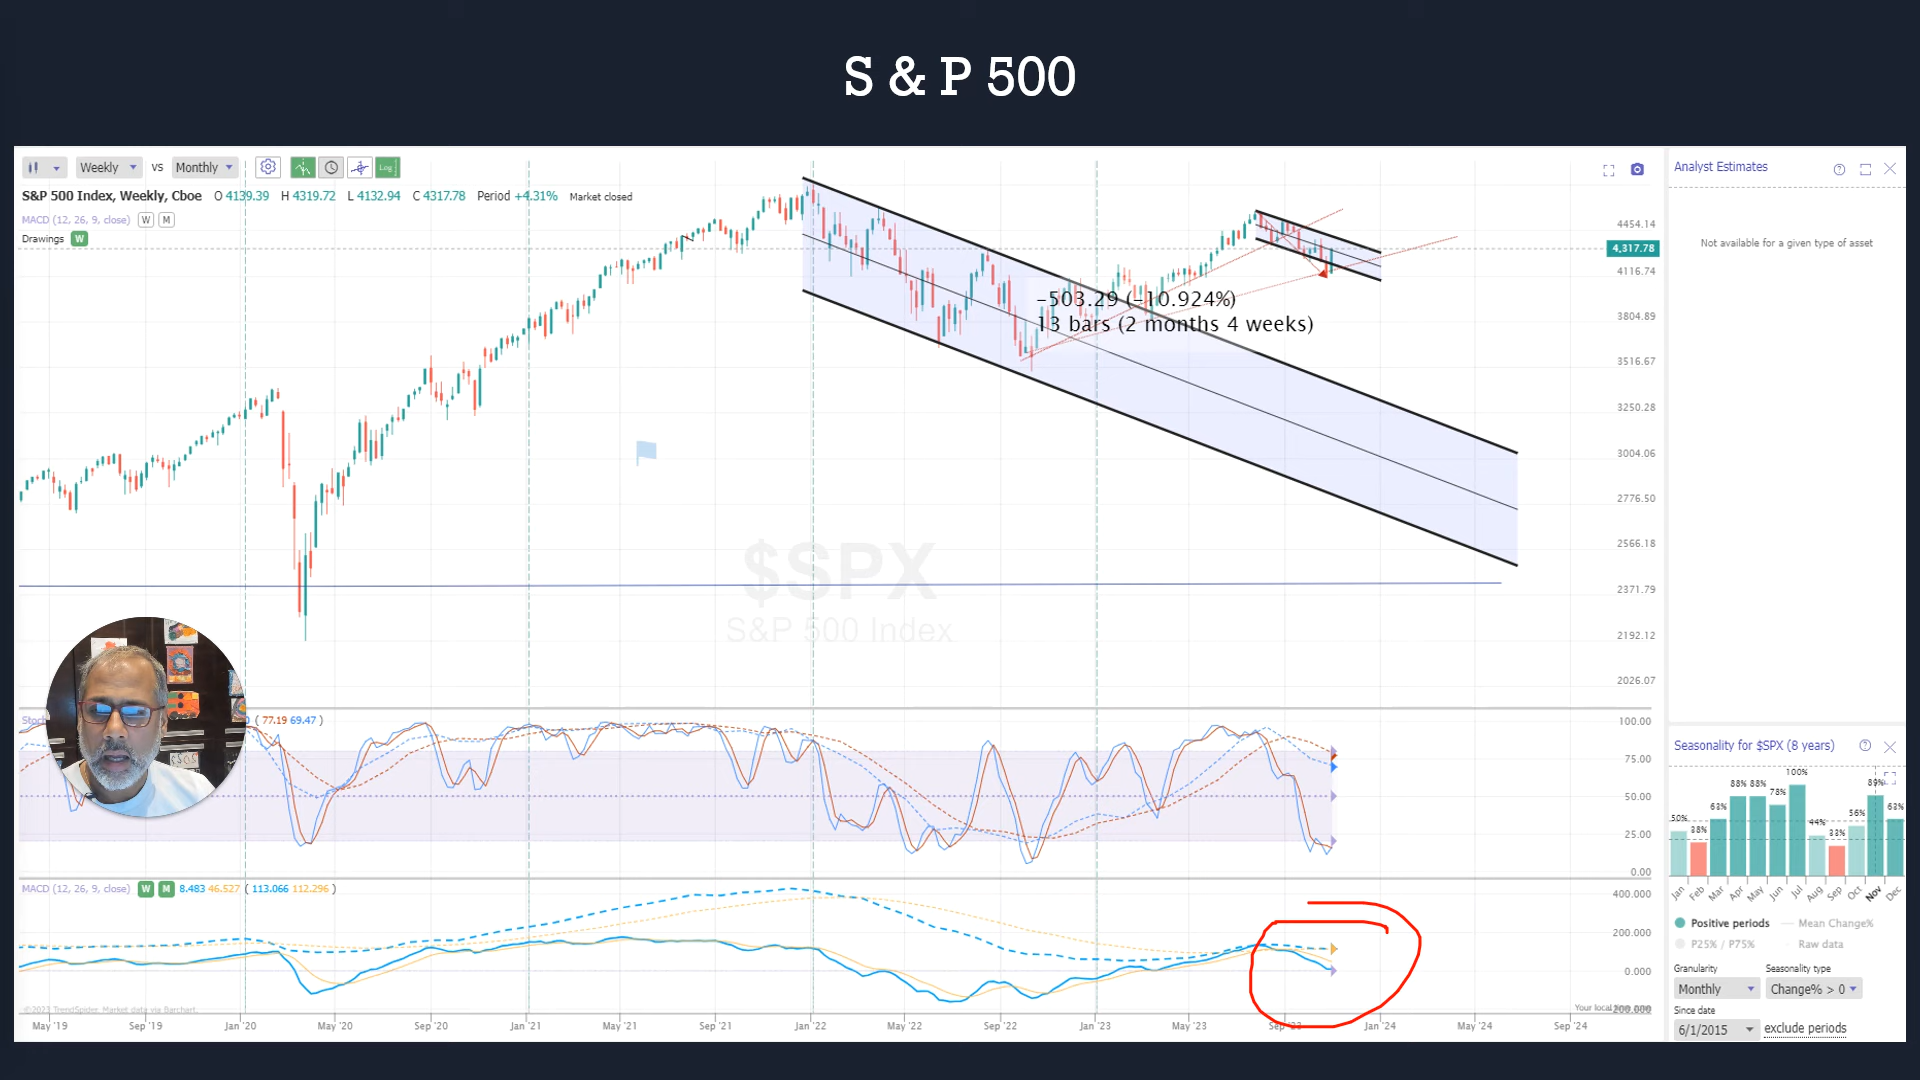 S & P 500
Weekly vs Monthly Log
S&P 500 Index, Weekly, Cboe O 4139.39 H 4319.72 L 4132.94 C 4317.78 Period +4.31% Market closed
MACD (12, 26, 9, close) W M
Drawings W
-503.29 (-10.924%)
13 bars (2 months 4 weeks)
4454.14
4,317.78
4116.74
3804.89
3516.67
3250.28
3004.06
2776.50
2566.18
2371.79
2192.12
2026.07
$SPX
S&P 500 Index
( 77.19 69.47 )
100.00
75.00
50.00
25.00
0.00
MACD (12, 26, 9, close) W M 8.483 46.527 ( 113.066 112.296 )
400.000
200.000
0.000
©2023 TrendSpider. Market data via Barchart.
May '19 Sep '19 Jan '20 May '20 Sep '20 Jan '21 May '21 Sep '21 Jan '22 May '22 Sep '22 Jan '23 May '23 Jan '24 May '24 Sep '24
Analyst Estimates
Not available for a given type of asset
Seasonality for $SPX (8 years)
50% 38% 63% 88% 88% 78% 100% 44% 33% 56% 89% 63%
Jan Feb Mar Apr May Jun Jul Aug Sep Oct Nov Dec
Positive periods Mean Change%
P25% / P75% Raw data
Granularity Seasonality type
Monthly Change% > 0
Since date
6/1/2015 exclude periods